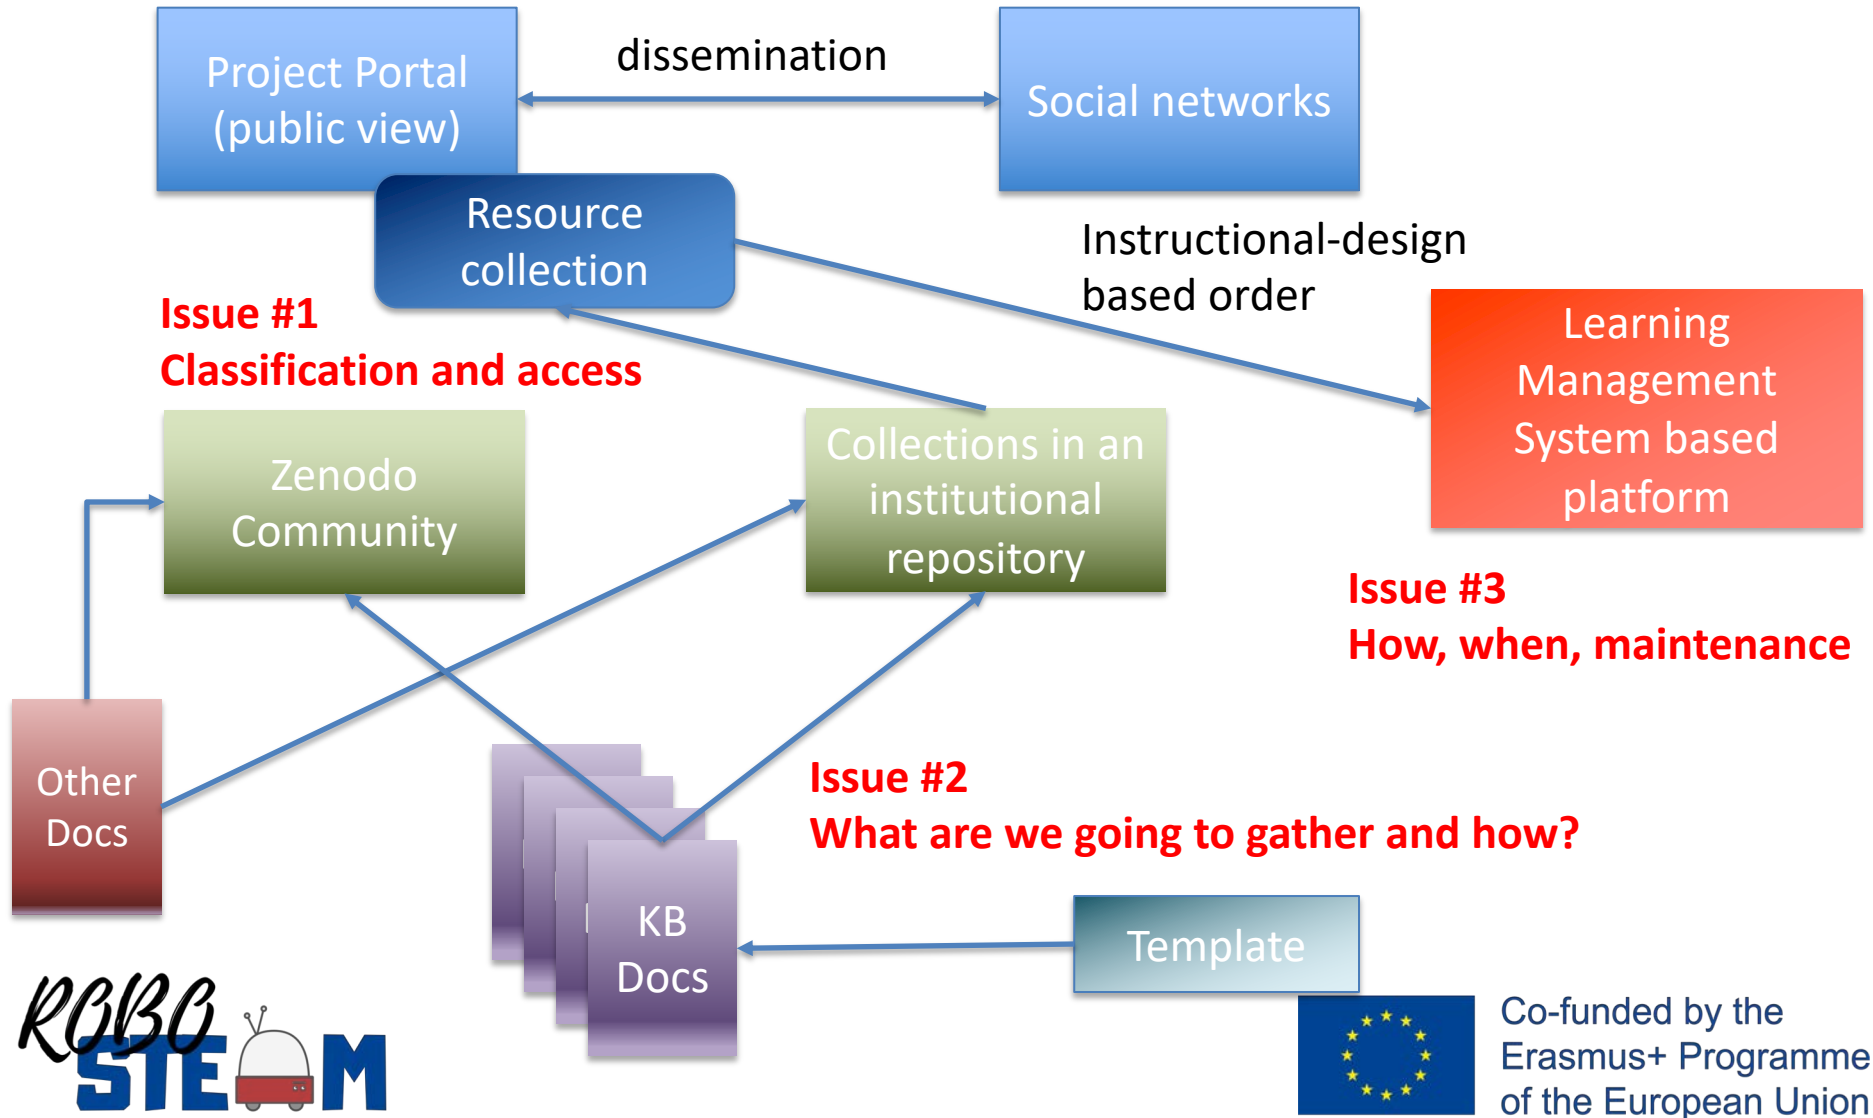 Project Portal
(public view)
dissemination
Social networks
Resource
collection
Instructional-design
based order
Issue #1
Classification and access
Learning
Management
System based
platform
Zenodo
Community
Collections in an
institutional
repository
Issue #3
How, when, maintenance
Other
Docs
Issue #2
What are we going to gather and how?
KB
Docs
Template
ROBO
STEAM
Co-funded by the
Erasmus+ Programme
of the European Union